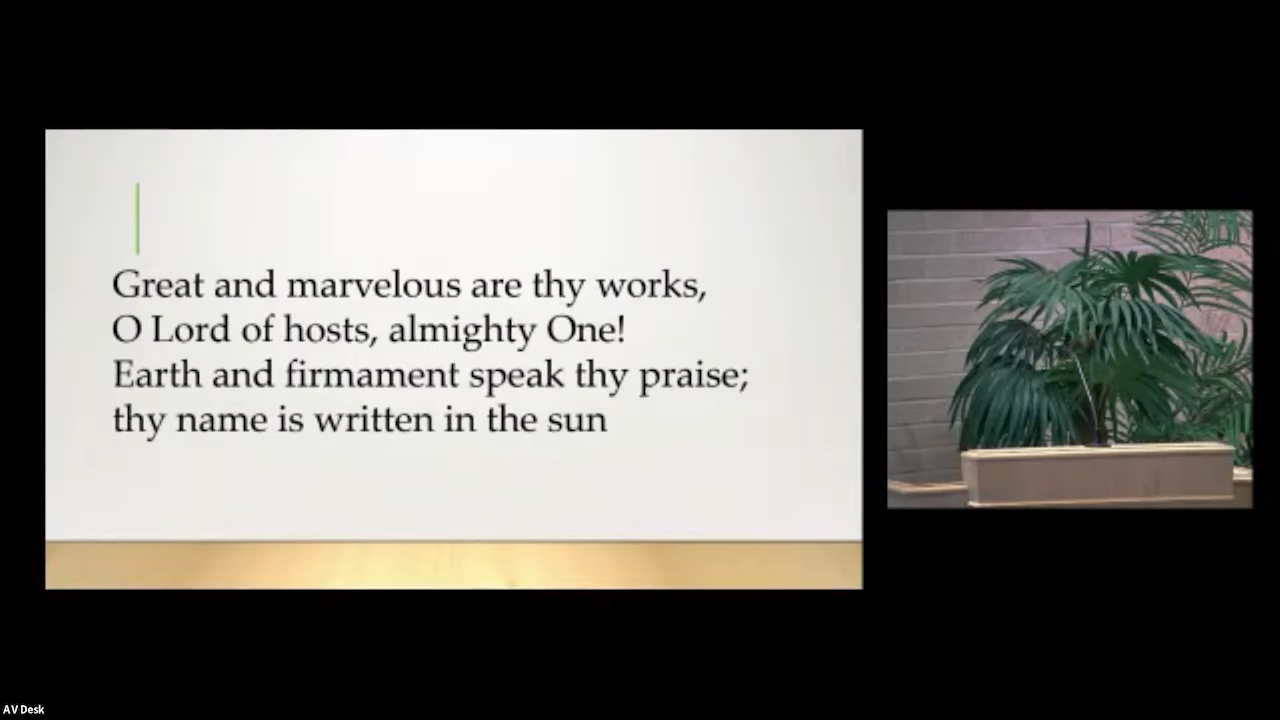 Great and marvelous are thy works,
O Lord of hosts, almighty One!
Earth and firmament speak thy praise;
thy name is written in the sun
AV Desk